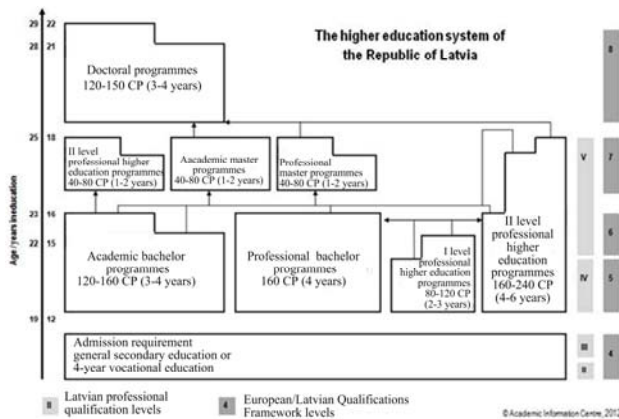 The higher education system of
the Republic of Latvia
Age / years in education
29 22
28 21
25 18
23 16
22 15
19 12
Doctoral programmes
120-150 CP (3-4 years)
II level
professional higher
education programmes
40-80 CP (1-2 years)
Aacademic master
programmes
40-80 CP (1-2 years)
Professional
master programmes
40-80 CP (1-2 years)
Academic bachelor
programmes
120-160 CP (3-4 years)
Professional bachelor
programmes
160 CP (4 years)
I level
professional
higher education
programmes
80-120 CP
(2-3 years)
II level
professional
higher
education
programmes
160-240 CP
(4-6 years)
Admission requirement
general secondary education or
4-year vocational education
V
IV
III
II
8
7
6
5
4
II Latvian professional
qualification levels
4 European/Latvian Qualifications
Framework levels
© Academic Information Centre, 2012